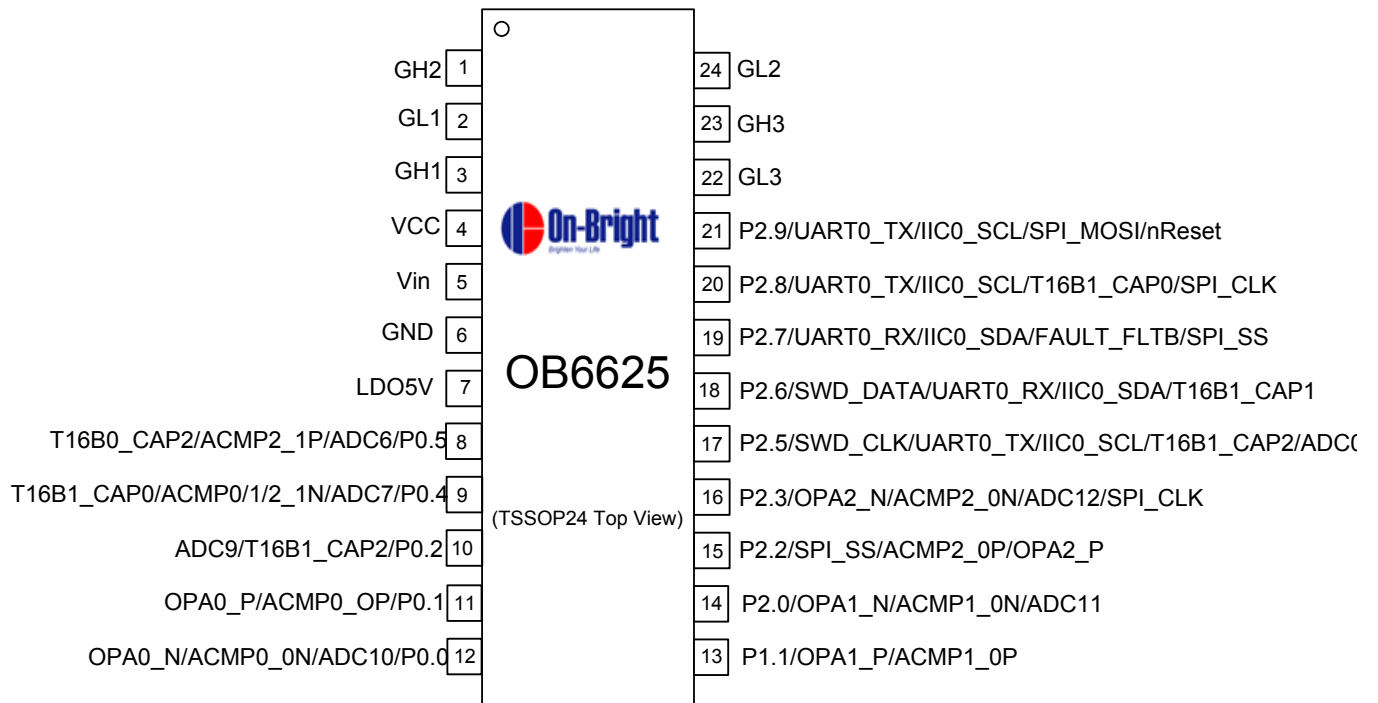 GH2 1
GL1 2
GH1 3
VCC 4
Vin 5
GND 6
LDO5V 7
T16B0_CAP2/ACMP2_1P/ADC6/P0.5 8
T16B1_CAP0/ACMP0/1/2_1N/ADC7/P0.4 9
ADC9/T16B1_CAP2/P0.2 10
OPA0_P/ACMP0_OP/P0.1 11
OPA0_N/ACMP0_0N/ADC10/P0.0 12
On-Bright
Brighten Your Life
OB6625
(TSSOP24 Top View)
24 GL2
23 GH3
22 GL3
21 P2.9/UART0_TX/IIC0_SCL/SPI_MOSI/nReset
20 P2.8/UART0_TX/IIC0_SCL/T16B1_CAP0/SPI_CLK
19 P2.7/UART0_RX/IIC0_SDA/FAULT_FLTB/SPI_SS
18 P2.6/SWD_DATA/UART0_RX/IIC0_SDA/T16B1_CAP1
17 P2.5/SWD_CLK/UART0_TX/IIC0_SCL/T16B1_CAP2/ADC
16 P2.3/OPA2_N/ACMP2_0N/ADC12/SPI_CLK
15 P2.2/SPI_SS/ACMP2_0P/OPA2_P
14 P2.0/OPA1_N/ACMP1_0N/ADC11
13 P1.1/OPA1_P/ACMP1_0P